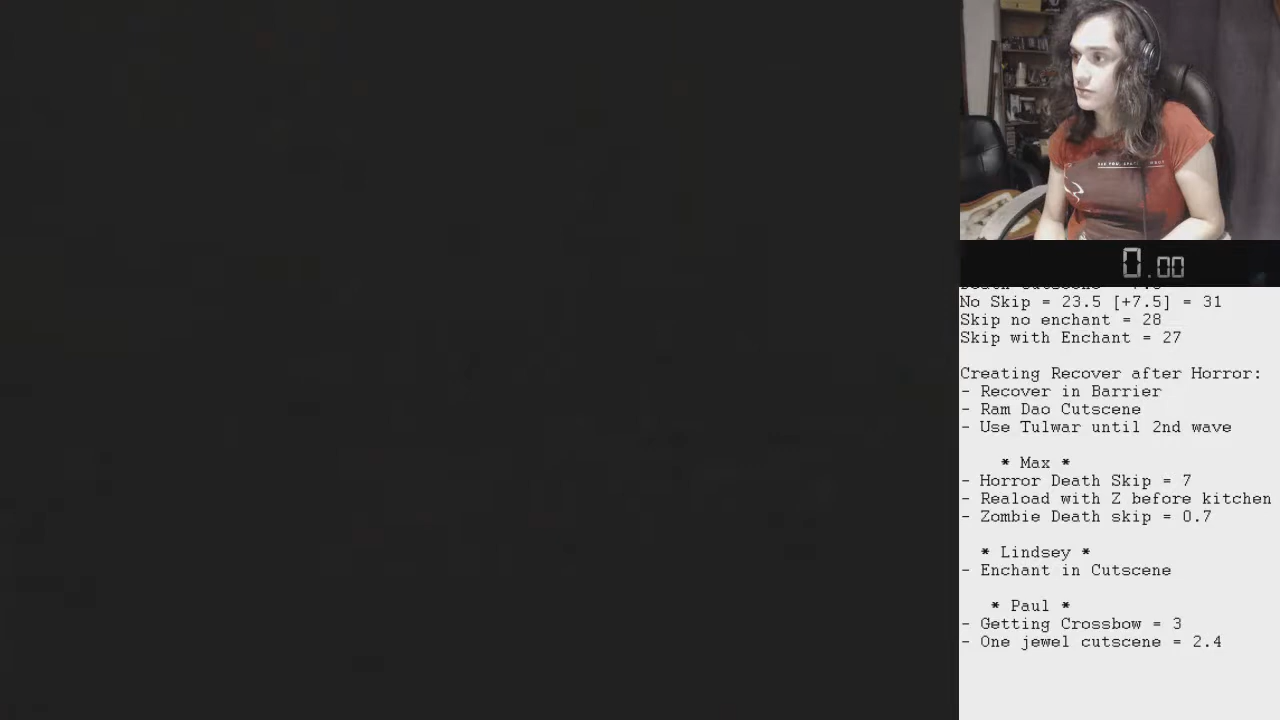 0.00
No Skip = 23.5 [+7.5] = 31
Skip no enchant = 28
Skip with Enchant = 27
Creating Recover after Horror:
- Recover in Barrier
- Ram Dao Cutscene
- Use Tulwar until 2nd wave
* Max *
- Horror Death Skip = 7
- Reaload with Z before kitchen
- Zombie Death skip = 0.7
* Lindsey *
- Enchant in Cutscene
* Paul *
- Getting Crossbow = 3
- One jewel cutscene = 2.4